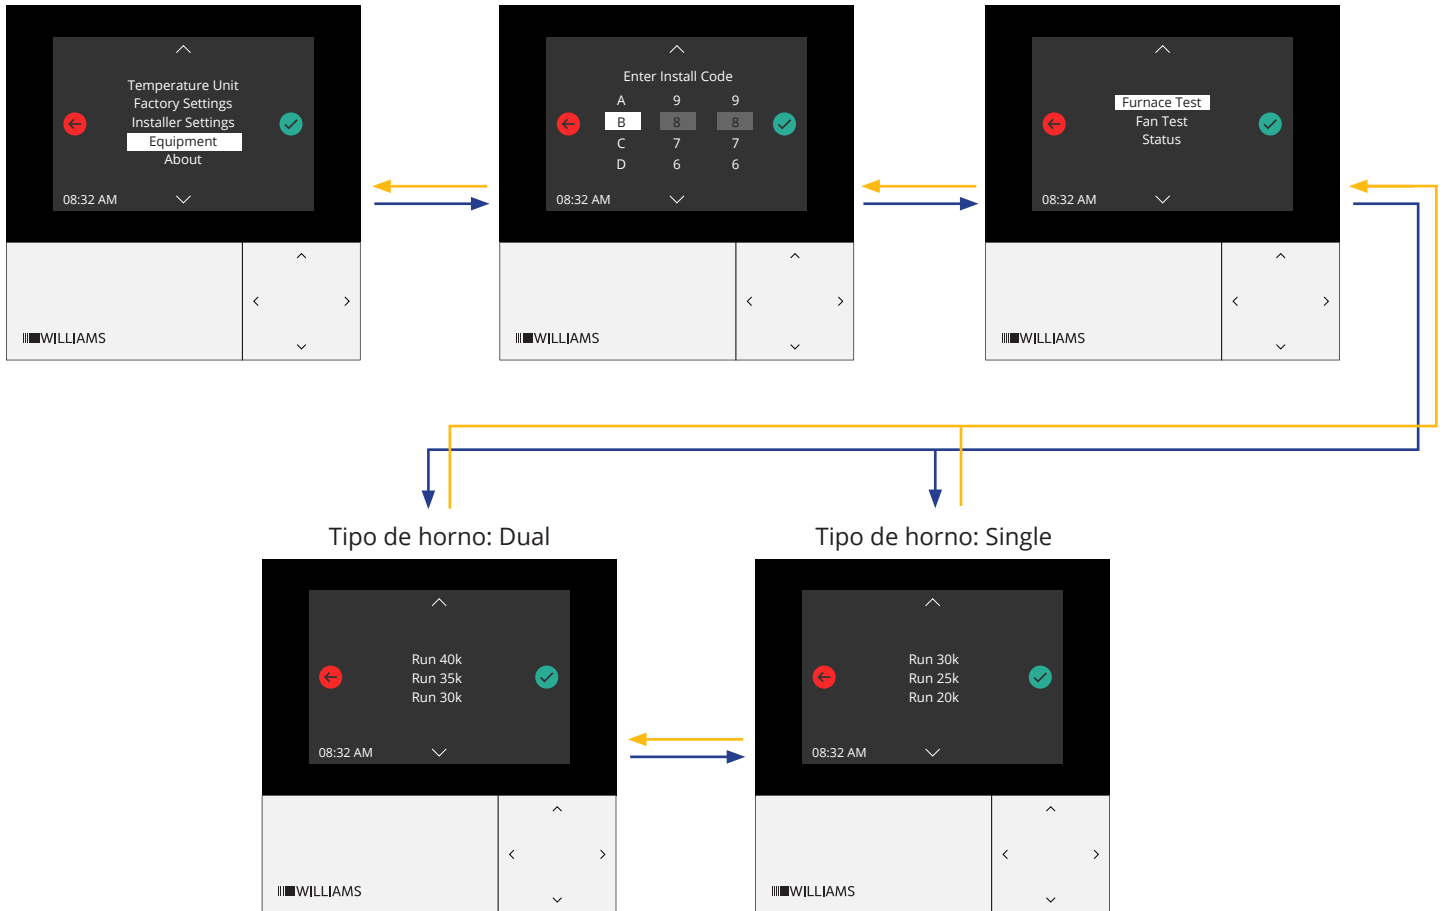 Temperature Unit
Factory Settings
Installer Settings
Equipment
About
08:32 AM
WILLIAMS
Enter Install Code
A 9 9
B 8 8
C 7 7
D 6 6
08:32 AM
WILLIAMS
Furnace Test
Fan Test
Status
08:32 AM
WILLIAMS
Tipo de horno: Dual
Run 40k
Run 35k
Run 30k
08:32 AM
WILLIAMS
Tipo de horno: Single
Run 30k
Run 25k
Run 20k
08:32 AM
WILLIAMS